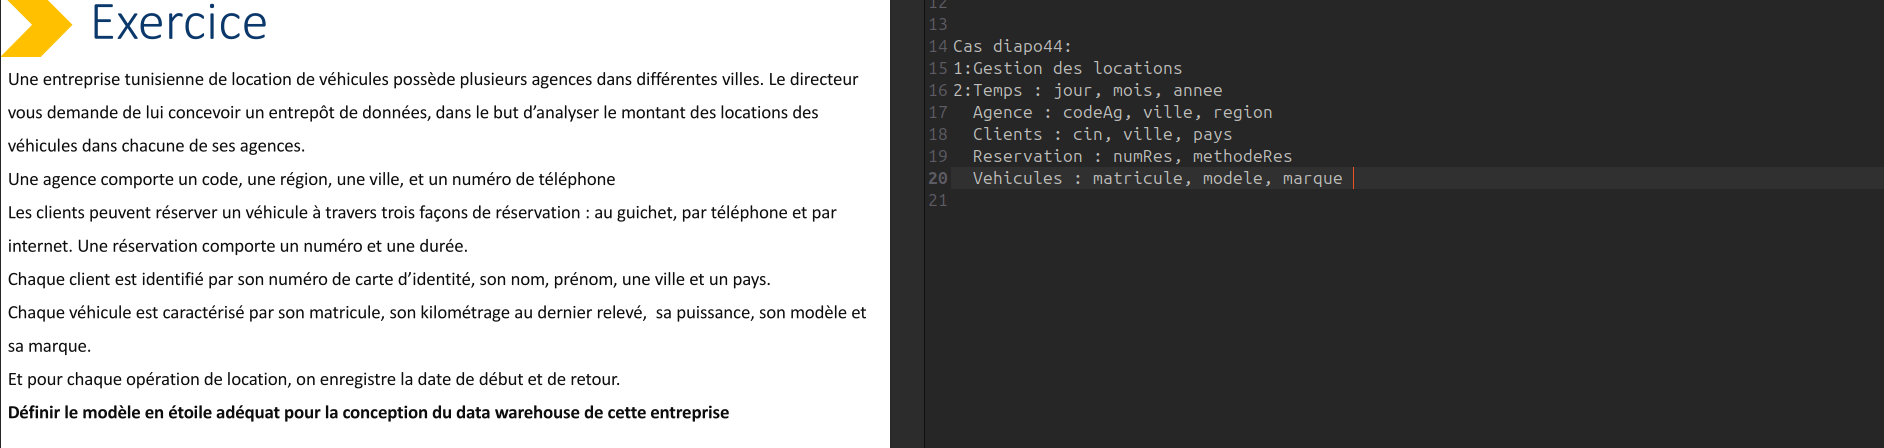 Exercice
Une entreprise tunisienne de location de véhicules possède plusieurs agences dans différentes villes. Le directeur
vous demande de lui concevoir un entrepôt de données, dans le but d’analyser le montant des locations des
véhicules dans chacune de ses agences.
Une agence comporte un code, une région, une ville, et un numéro de téléphone
Les clients peuvent réserver un véhicule à travers trois façons de réservation : au guichet, par téléphone et par
internet. Une réservation comporte un numéro et une durée.
Chaque client est identifié par son numéro de carte d’identité, son nom, prénom, une ville et un pays.
Chaque véhicule est caractérisé par son matricule, son kilométrage au dernier relevé, sa puissance, son modèle et
sa marque.
Et pour chaque opération de location, on enregistre la date de début et de retour.
Définir le modèle en étoile adéquat pour la conception du data warehouse de cette entreprise
12
13
14 Cas diapo44:
15 1:Gestion des locations
16 2:Temps : jour, mois, annee
17 Agence : codeAg, ville, region
18 Clients : cin, ville, pays
19 Reservation : numRes, methodeRes
20 Vehicules : matricule, modele, marque
21